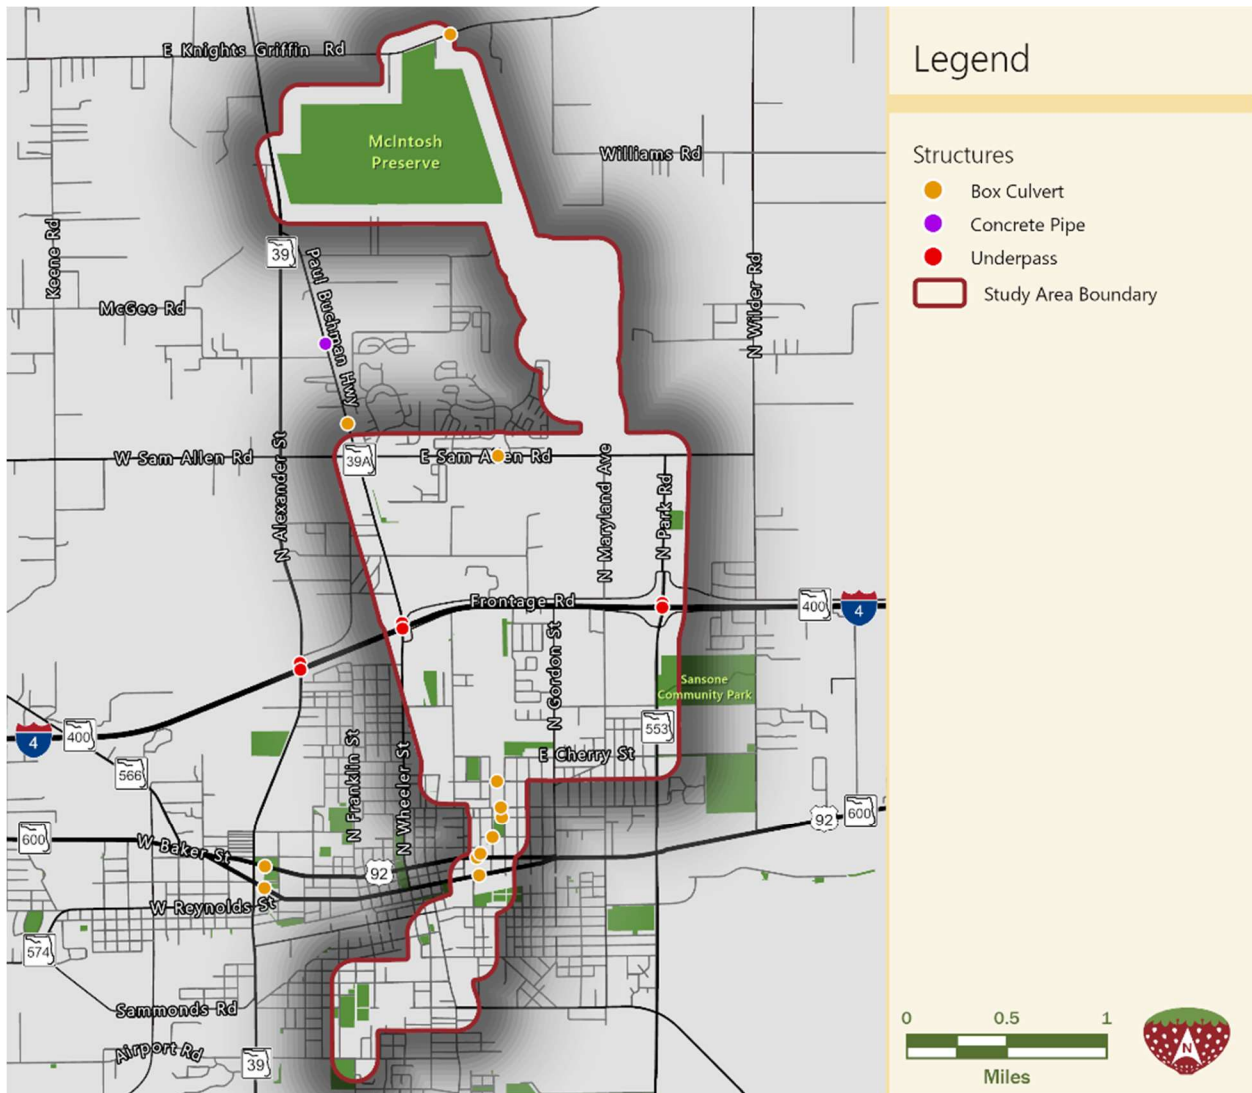 Legend
Structures
Box Culvert
Concrete Pipe
Underpass
Study Area Boundary
E Knights Griffin Rd
McIntosh
Preserve
Williams Rd
Keene Rd
39
Paul Buchman Hwy
McGee Rd
N Wilder Rd
W Sam Allen Rd
39A
E Sam Allen Rd
N Alexander St
N Maryland Ave
N Park Rd
Frontage Rd
400
4
N Gordon St
Sansone
Community Park
553
4
400
566
N Franklin St
N Wheeler St
E Cherry St
600
92
600
W Baker St
92
W Reynolds St
574
Sammonds Rd
Airport Rd
39
0 0.5 1
Miles
N